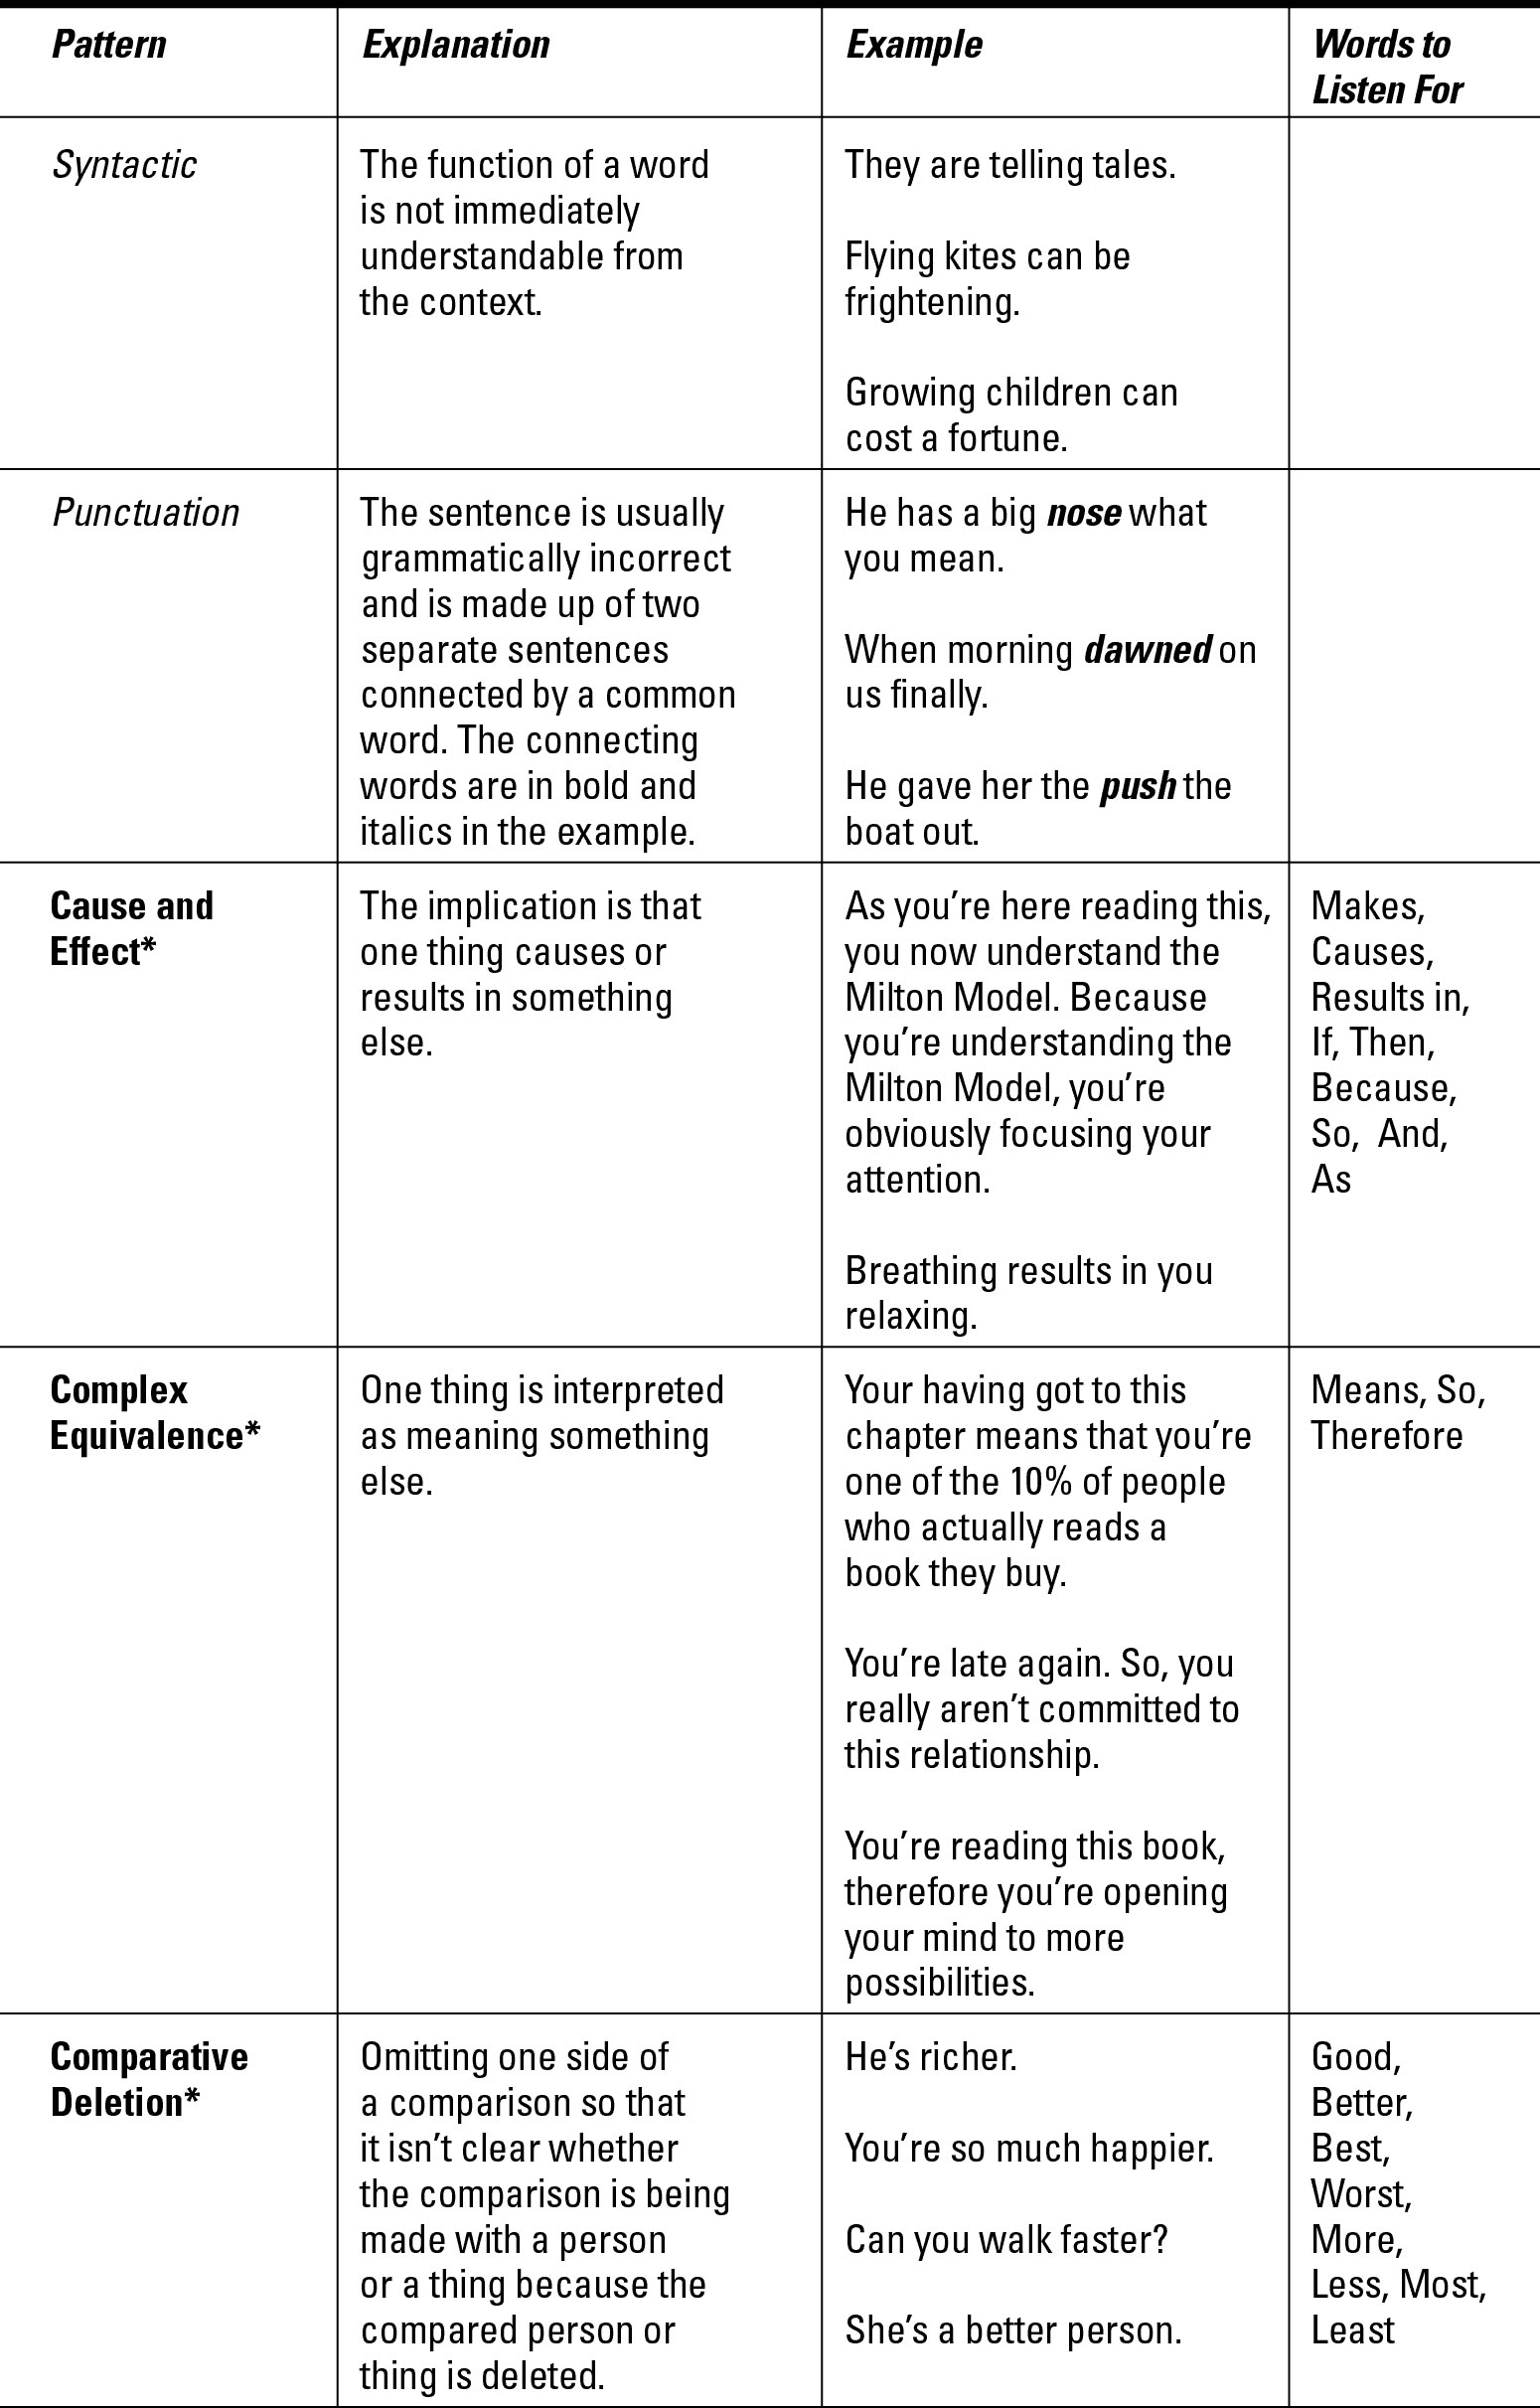 Pattern
Explanation
Example
Words to
Listen For
Syntactic
The function of a word
is not immediately
understandable from
the context.
They are telling tales.
Flying kites can be
frightening.
Growing children can
cost a fortune.
Punctuation
The sentence is usually
grammatically incorrect
and is made up of two
separate sentences
connected by a common
word. The connecting
words are in bold and
italics in the example.
He has a big nose what
you mean.
When morning dawned on
us finally.
He gave her the push the
boat out.
Cause and
Effect*
The implication is that
one thing causes or
results in something
else.
As you’re here reading this,
you now understand the
Milton Model. Because
you’re understanding the
Milton Model, you’re
obviously focusing your
attention.
Breathing results in you
relaxing.
Makes,
Causes,
Results in,
If, Then,
Because,
So, And,
As
Complex
Equivalence*
One thing is interpreted
as meaning something
else.
Your having got to this
chapter means that you’re
one of the 10% of people
who actually reads a
book they buy.
You’re late again. So, you
really aren’t committed to
this relationship.
You’re reading this book,
therefore you’re opening
your mind to more
possibilities.
Means, So,
Therefore
Comparative
Deletion*
Omitting one side of
a comparison so that
it isn’t clear whether
the comparison is being
made with a person
or a thing because the
compared person or
thing is deleted.
He’s richer.
You’re so much happier.
Can you walk faster?
She’s a better person.
Good,
Better,
Best,
Worst,
More,
Less, Most,
Least